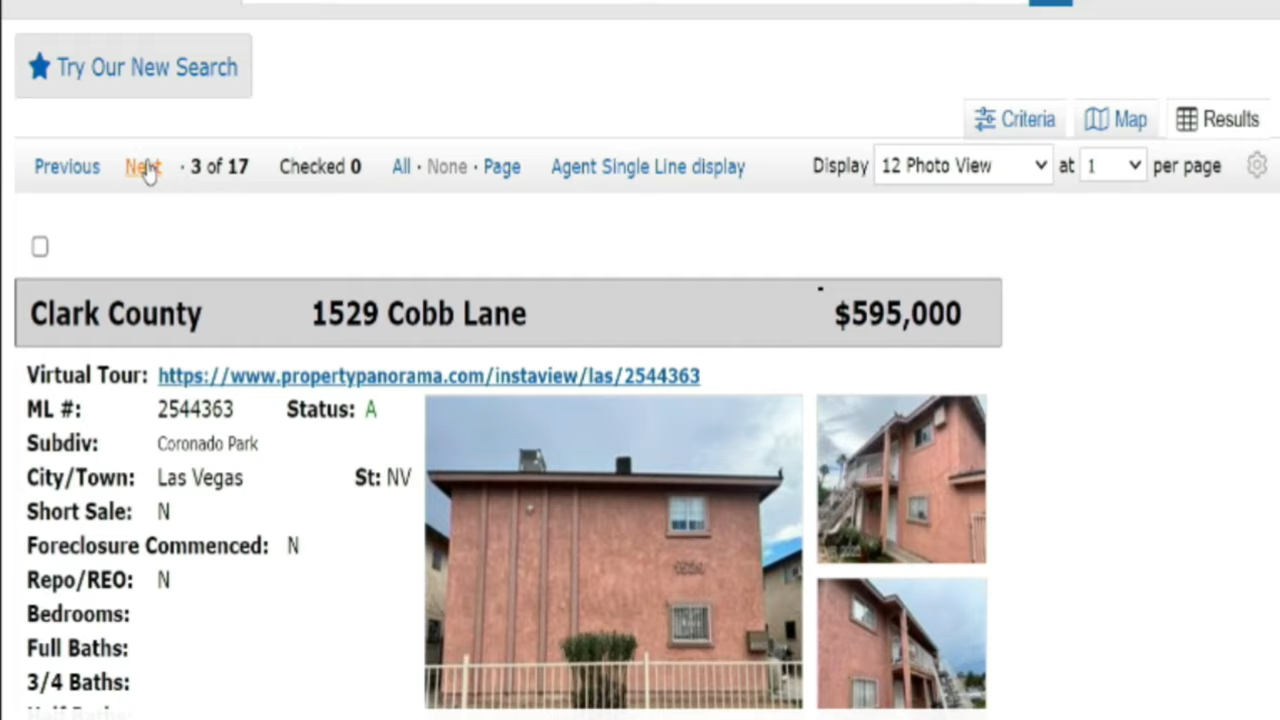 Try Our New Search
Criteria Map Results
Previous Next · 3 of 17 Checked 0 All · None · Page Agent Single Line display Display 12 Photo View at 1 per page
Clark County 1529 Cobb Lane $595,000
Virtual Tour: https://www.propertypanorama.com/instaview/las/2544363
ML #: 2544363 Status: A
Subdiv: Coronado Park
City/Town: Las Vegas St: NV
Short Sale: N
Foreclosure Commenced: N
Repo/REO: N
Bedrooms:
Full Baths:
3/4 Baths: